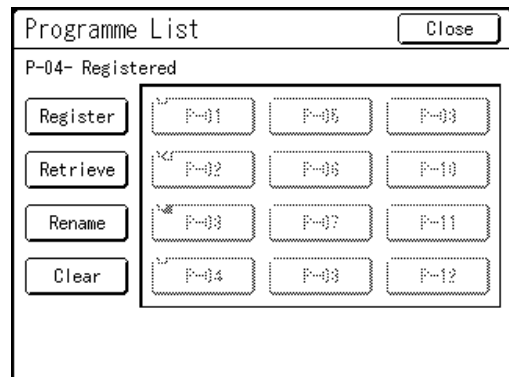 Programme List Close
P-04- Registered
Register P-01 P-05 P-09
Retrieve P-02 P-06 P-10
Rename P-03 P-07 P-11
Clear P-04 P-08 P-12